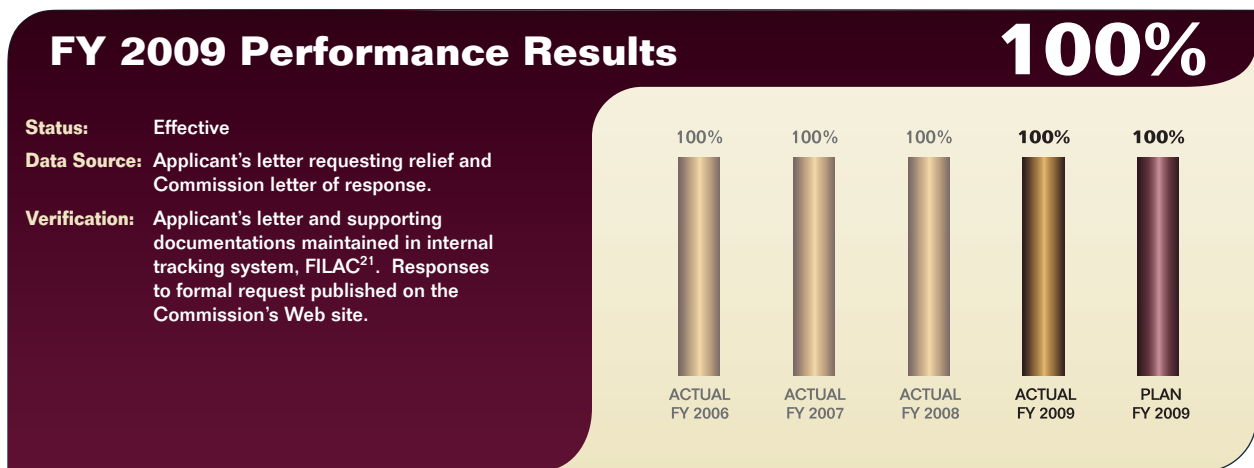 FY 2009 Performance Results
100%
Status: Effective
Data Source: Applicant's letter requesting relief and
Commission letter of response.
Verification: Applicant's letter and supporting
documentations maintained in internal
tracking system, FILAC21. Responses
to formal request published on the
Commission's Web site.
100% 100% 100% 100% 100%
ACTUAL ACTUAL ACTUAL ACTUAL PLAN
FY 2006 FY 2007 FY 2008 FY 2009 FY 2009